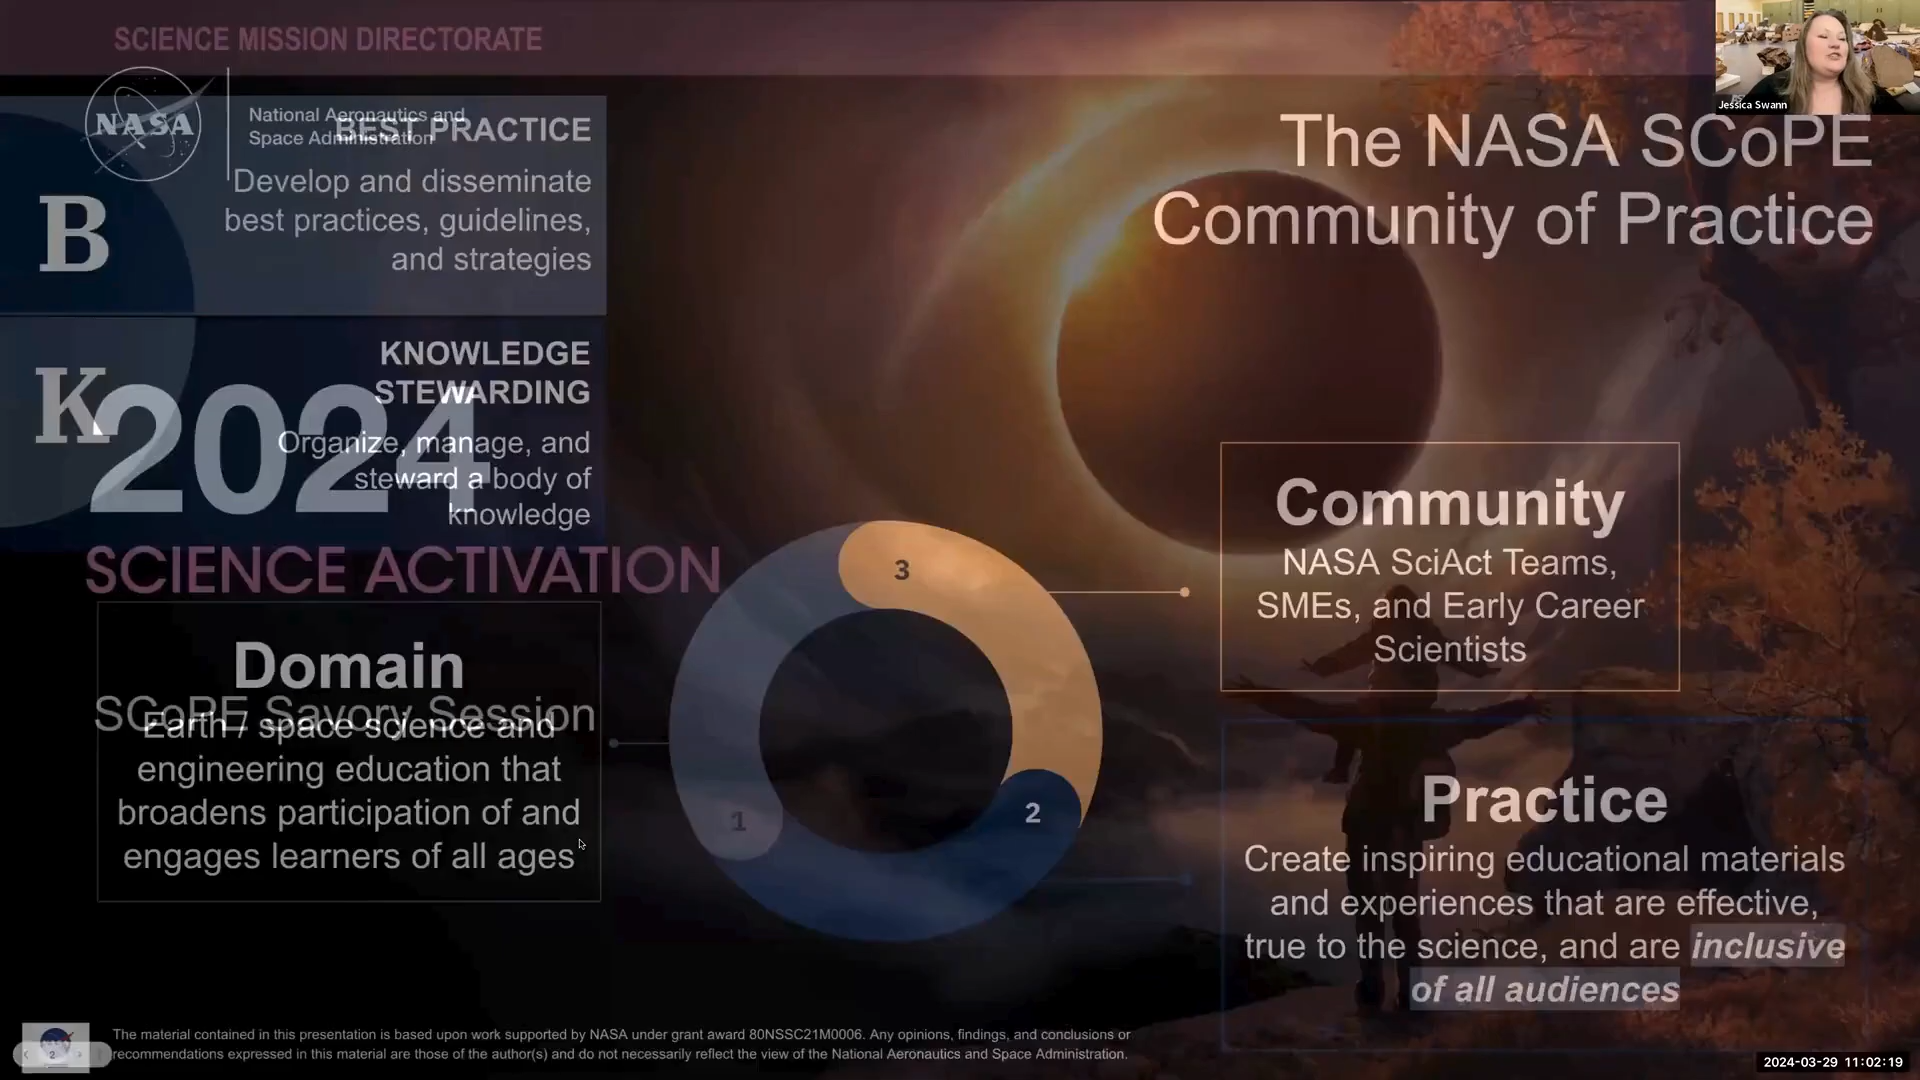 SCIENCE MISSION DIRECTORATE
NASA
National Aeronautics and
Space Administration
BEST PRACTICE
Develop and disseminate
best practices, guidelines,
and strategies
B
K
KNOWLEDGE
STEWARDING
Organize, manage, and
steward a body of
knowledge
2024
SCIENCE ACTIVATION
SCoPE Savory Session
Domain
Earth / space science and
engineering education that
broadens participation of and
engages learners of all ages
1
2
3
Jessica Swann
The NASA SCoPE
Community of Practice
Community
NASA SciAct Teams,
SMEs, and Early Career
Scientists
Practice
Create inspiring educational materials
and experiences that are effective,
true to the science, and are inclusive
of all audiences
2
The material contained in this presentation is based upon work supported by NASA under grant award 80NSSC21M0006. Any opinions, findings, and conclusions or
recommendations expressed in this material are those of the author(s) and do not necessarily reflect the view of the National Aeronautics and Space Administration.
2024-03-29 11:02:19